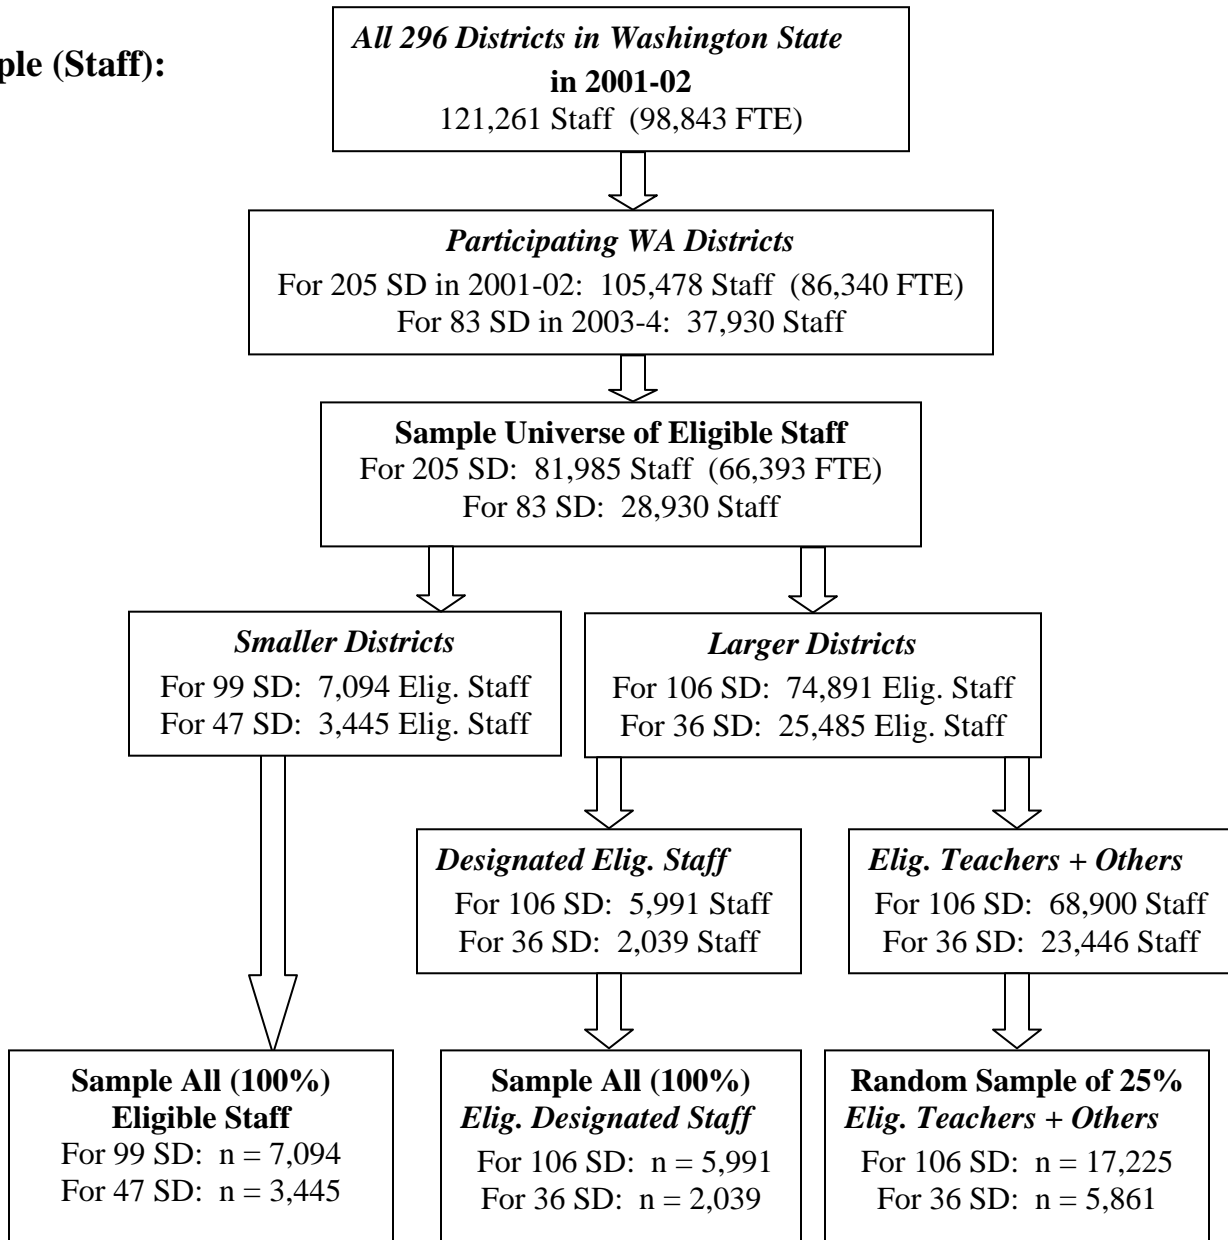 ple (Staff):
All 296 Districts in Washington State
in 2001-02
121,261 Staff (98,843 FTE)
Participating WA Districts
For 205 SD in 2001-02: 105,478 Staff (86,340 FTE)
For 83 SD in 2003-4: 37,930 Staff
Sample Universe of Eligible Staff
For 205 SD: 81,985 Staff (66,393 FTE)
For 83 SD: 28,930 Staff
Smaller Districts
For 99 SD: 7,094 Elig. Staff
For 47 SD: 3,445 Elig. Staff
Larger Districts
For 106 SD: 74,891 Elig. Staff
For 36 SD: 25,485 Elig. Staff
Designated Elig. Staff
For 106 SD: 5,991 Staff
For 36 SD: 2,039 Staff
Elig. Teachers + Others
For 106 SD: 68,900 Staff
For 36 SD: 23,446 Staff
Sample All (100%)
Eligible Staff
For 99 SD: n = 7,094
For 47 SD: n = 3,445
Sample All (100%)
Elig. Designated Staff
For 106 SD: n = 5,991
For 36 SD: n = 2,039
Random Sample of 25%
Elig. Teachers + Others
For 106 SD: n = 17,225
For 36 SD: n = 5,861